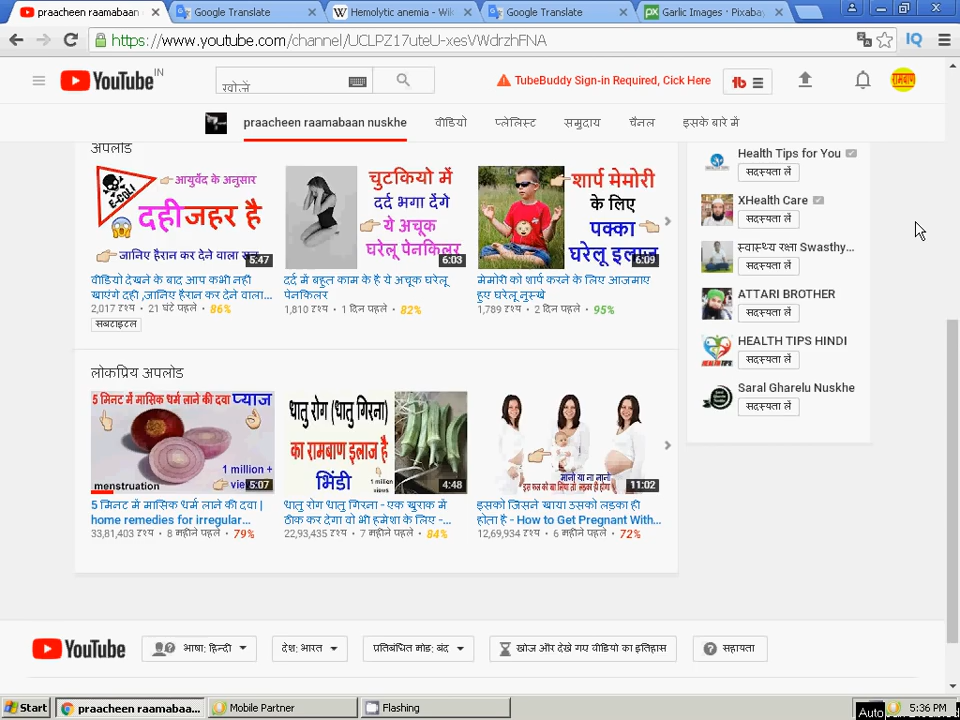 praacheen raamabaan
Google Translate
Hemolytic anemia - Wik
Google Translate
Garlic Images · Pixabay
https://www.youtube.com/channel/UCLPZ17uteU-xesVWdrzhFNA
YouTube IN
खोजें
TubeBuddy Sign-in Required, Click Here
praacheen raamabaan nuskhe
वीडियो
प्लेलिस्ट
समुदाय
चैनल
इसके बारे में
अपलोड
E-COLI
आयुर्वेद के अनुसार
दही जहर है
जानिए हैरान कर देने वाला
6:47
वीडियो देखने के बाद आप कभी नही
खाएंगे दही ,जानिए हैरान कर देने वाला...
2,017 दृश्य • 21 घंटे पहले • 86%
सबटाइटल
चुटकियो में
दर्द भगा देंगे
ये अचूक
घरेलू पेनकिलर
6:03
दर्द में बहुत काम के है ये अचूक घरेलू
पेनकिलर
1,810 दृश्य • 1 दिन पहले • 82%
शार्प मेमोरी
के लिए
पक्का
घरेलू इलाज
6:09
मेमोरी को शार्प करने के लिए आजमाए
हुए घरेलू नुस्खे
1,789 दृश्य • 2 दिन पहले • 95%
Health Tips for You
सदस्यता लें
XHealth Care
सदस्यता लें
स्वास्थ्य रक्षा Swasthy...
सदस्यता लें
ATTARI BROTHER
सदस्यता लें
HEALTH TIPS HINDI
सदस्यता लें
Saral Gharelu Nuskhe
सदस्यता लें
लोकप्रिय अपलोड
5 मिनट में मासिक धर्म लाने की दवा प्याज
1 million +
views
menstruation
5:07
5 मिनट में मासिक धर्म लाने की दवा |
home remedies for irregular...
33,81,403 दृश्य • 8 महीने पहले • 79%
धातु रोग (धातु गिरना)
का रामबाण इलाज है
भिंडी
1 million
views
4:48
धातु रोग धातु गिरना - एक खुराक मे
ठीक कर देगा वो भी हमेशा के लिए -...
22,93,435 दृश्य • 7 महीने पहले • 84%
मानो या ना मानो
इस फल को खा लिया तो लड़का ही होगा
11:02
इसको जिसने खाया उसको लड़का ही
होता है - How to Get Pregnant With...
12,69,934 दृश्य • 6 महीने पहले • 72%
YouTube
भाषा: हिन्दी
देश: भारत
प्रतिबंधित मोड: बंद
खोज और देखे गए वीडियो का इतिहास
सहायता
Start
praacheen raamabaa...
Mobile Partner
Flashing
5:36 PM